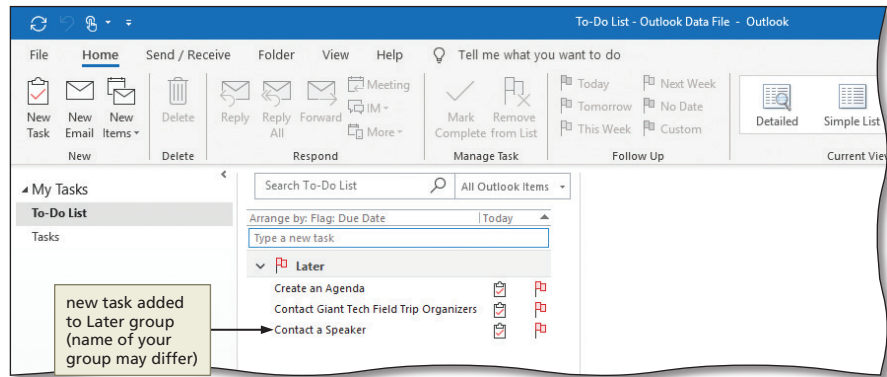 To-Do List - Outlook Data File - Outlook
File Home Send / Receive Folder View Help Tell me what you want to do
New Task
New Email
New Items
New
Delete
Delete
Reply
Reply All
Forward
Meeting
IM
More
Respond
Mark Complete
Remove from List
Manage Task
Today
Tomorrow
This Week
Next Week
No Date
Custom
Follow Up
Detailed
Simple List
Current Vie
My Tasks
To-Do List
Tasks
Search To-Do List
All Outlook Items
Arrange by: Flag: Due Date
Today
Type a new task
Later
Create an Agenda
Contact Giant Tech Field Trip Organizers
Contact a Speaker
new task added
to Later group
(name of your
group may differ)